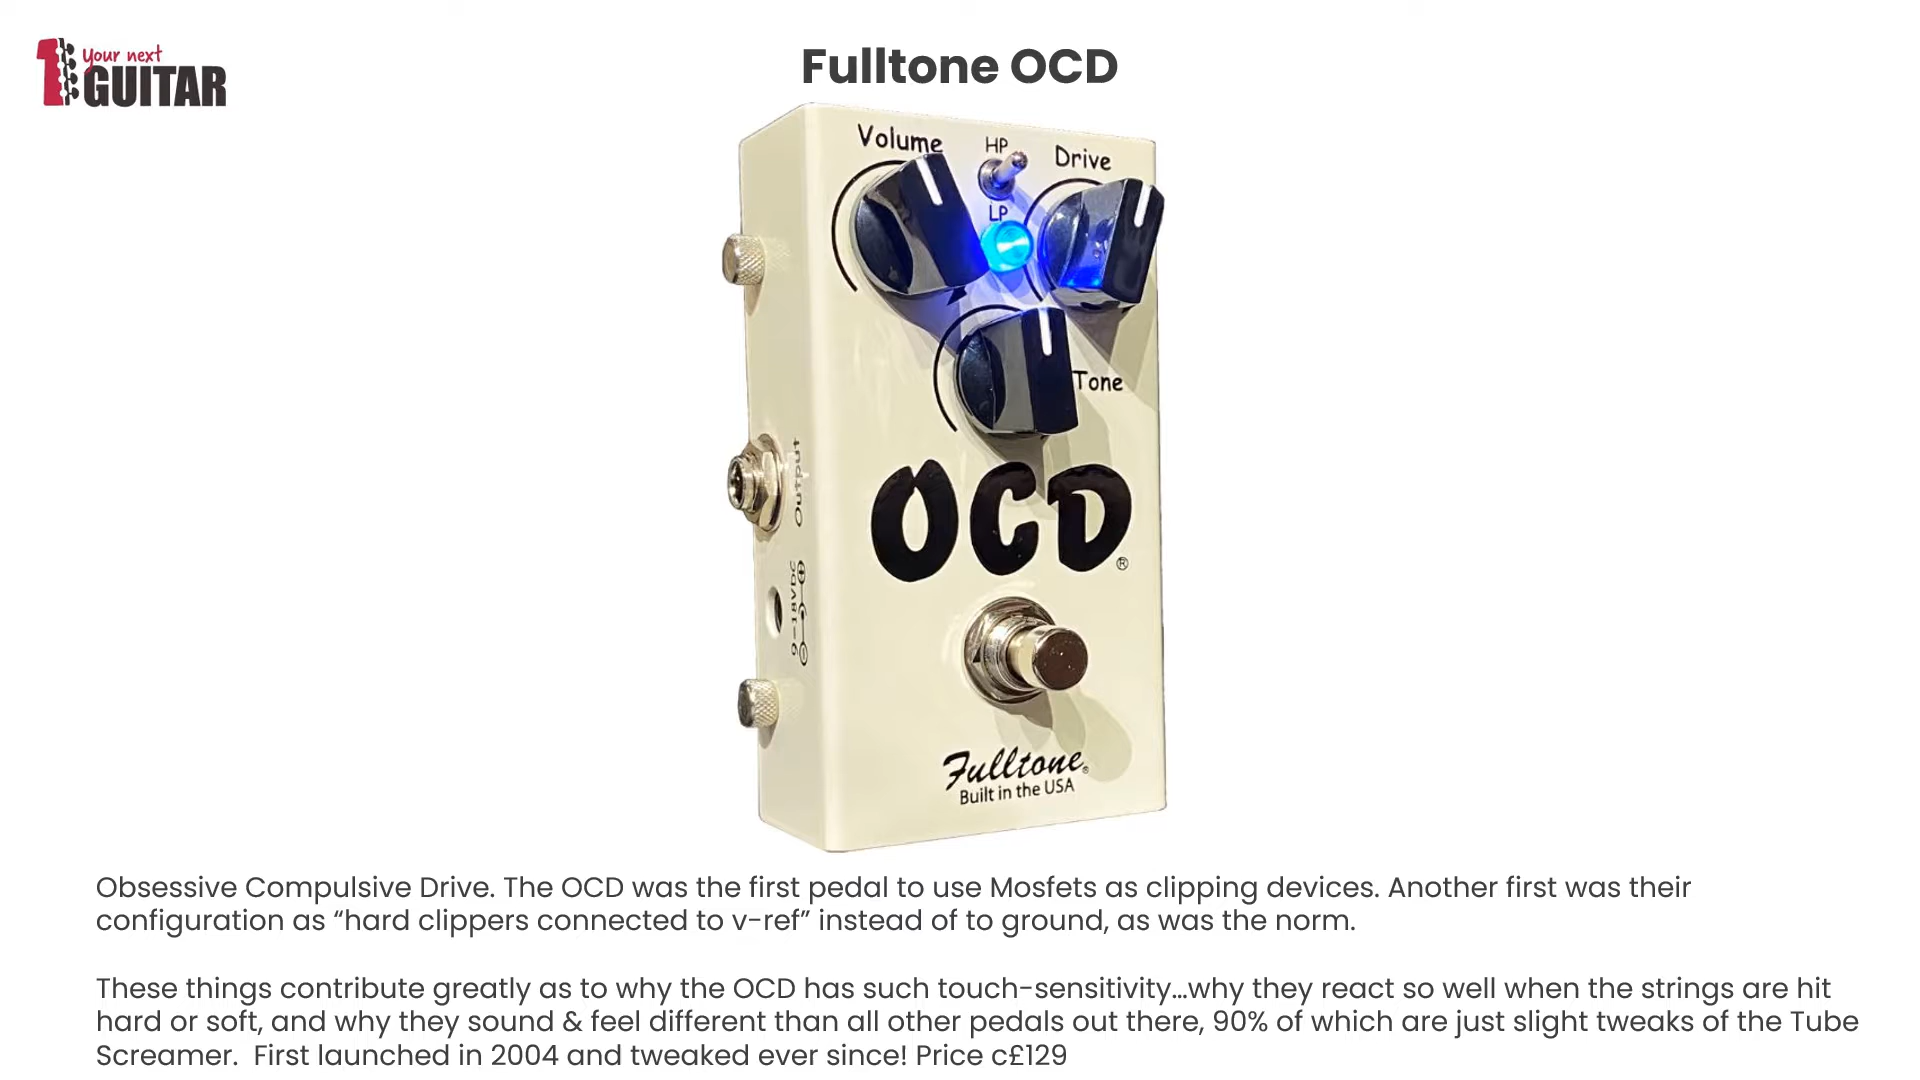 Your next
GUITAR
Fulltone OCD
Volume
HP
Drive
LP
Tone
Output
9-18VDC
OCD®
Fulltone®
Built in the USA
Obsessive Compulsive Drive. The OCD was the first pedal to use Mosfets as clipping devices. Another first was their
configuration as “hard clippers connected to v-ref” instead of to ground, as was the norm.
These things contribute greatly as to why the OCD has such touch-sensitivity…why they react so well when the strings are hit
hard or soft, and why they sound & feel different than all other pedals out there, 90% of which are just slight tweaks of the Tube
Screamer.  First launched in 2004 and tweaked ever since! Price c£129